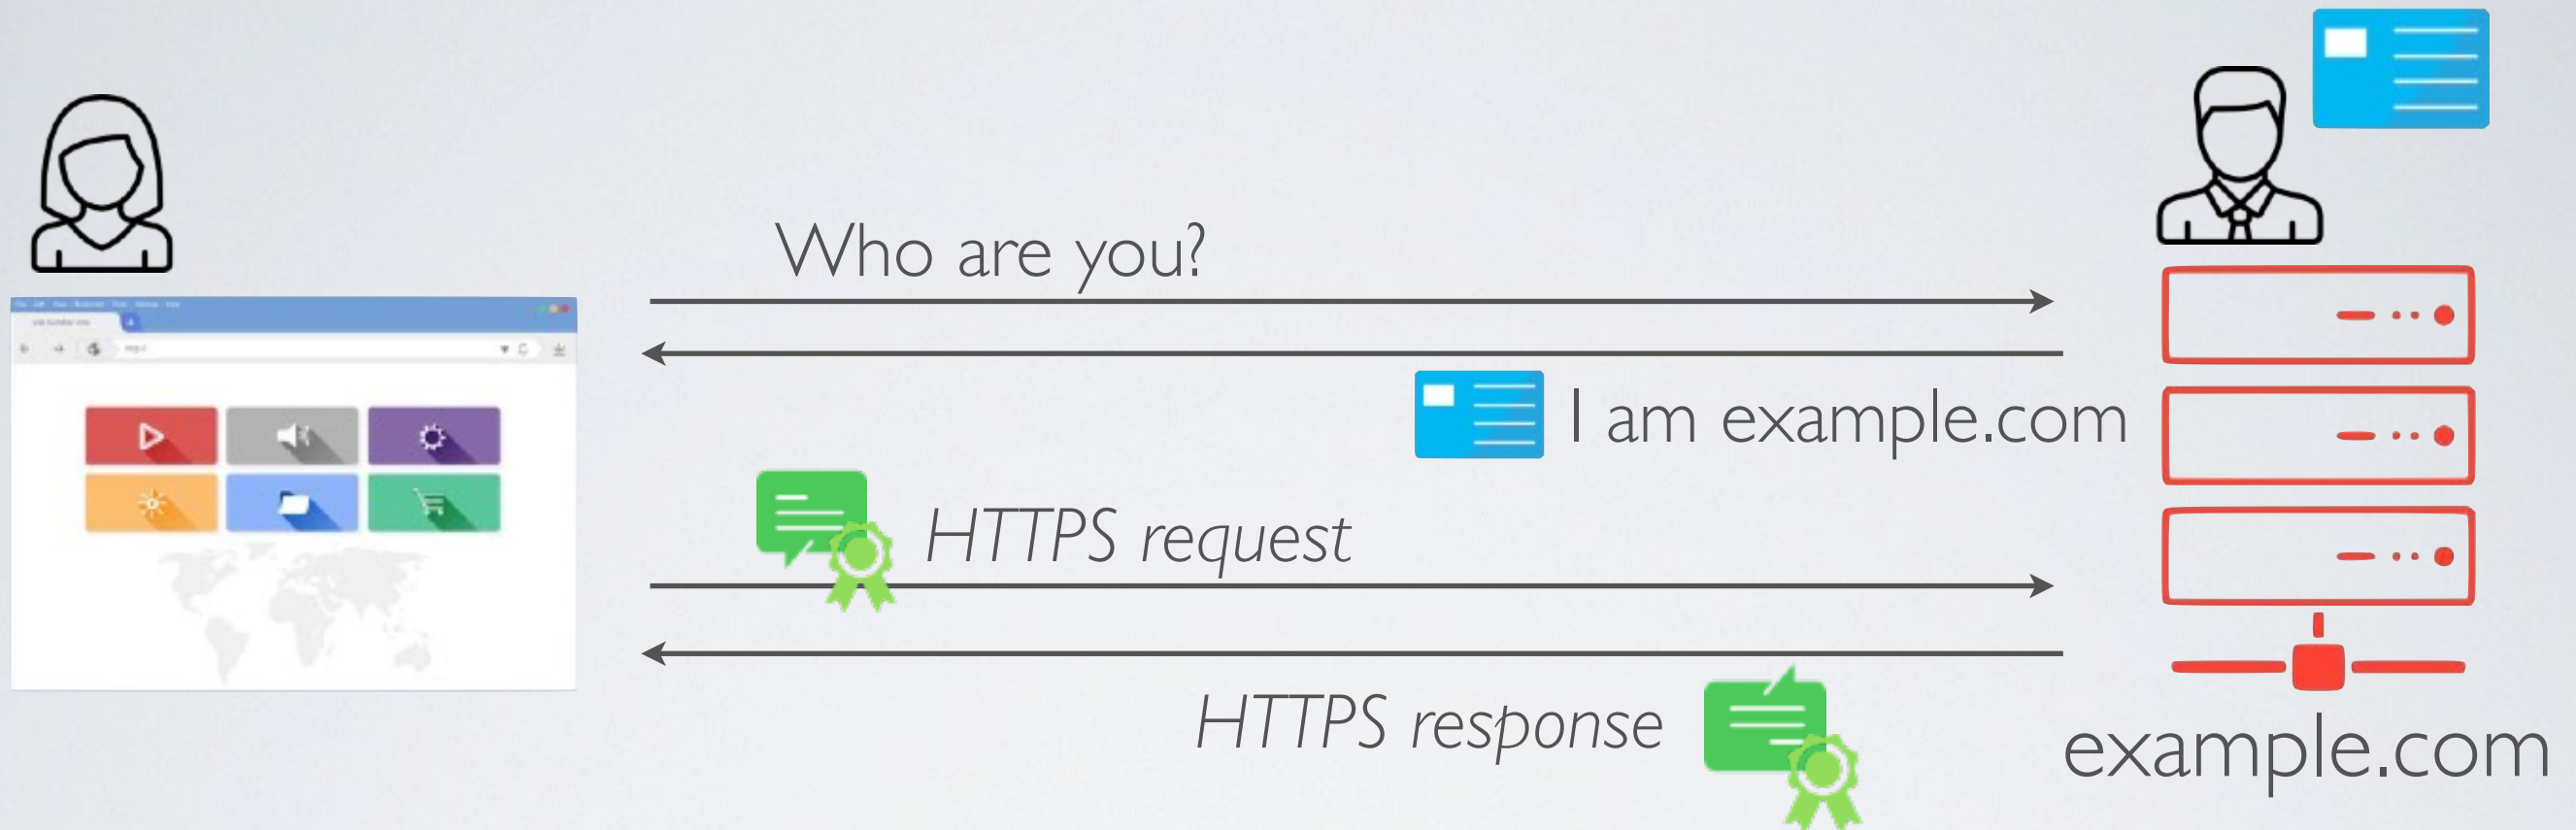 Who are you?
I am example.com
HTTPS request
HTTPS response
example.com